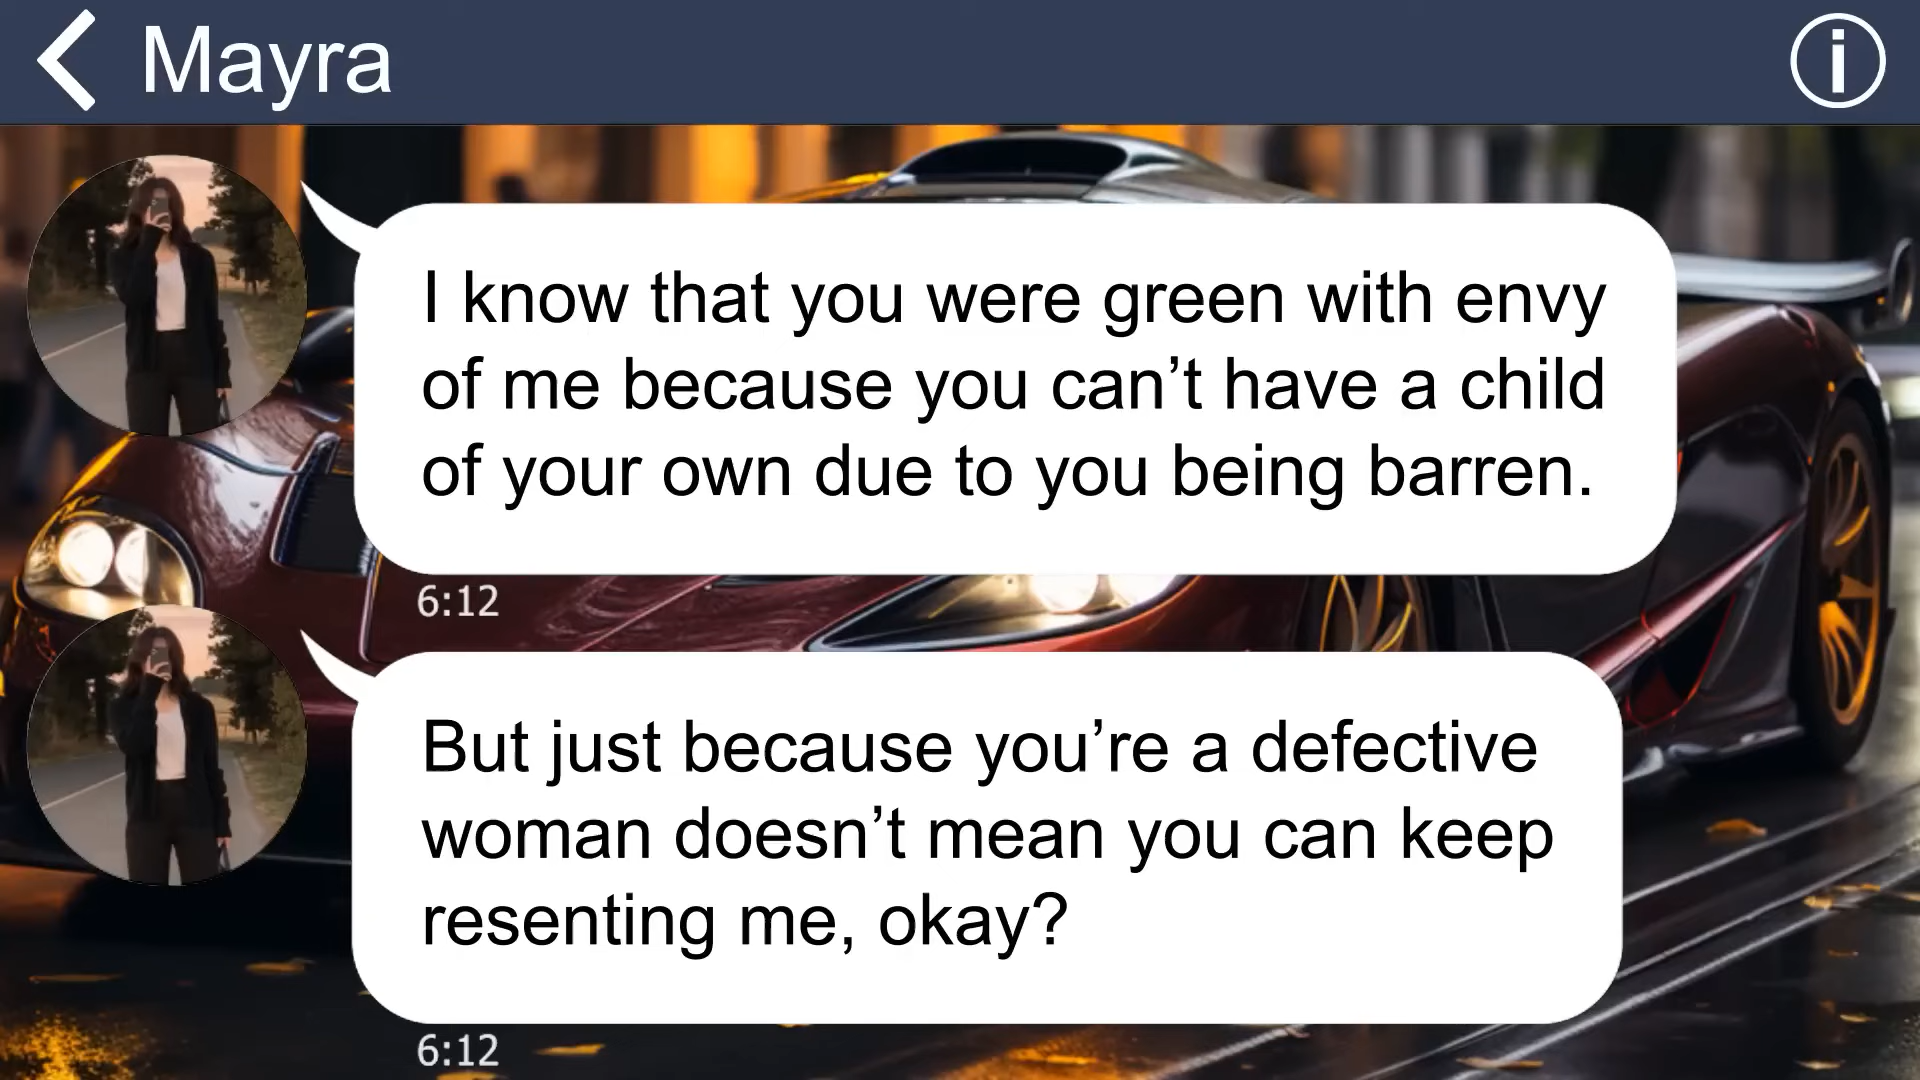 Mayra
I know that you were green with envy
of me because you can’t have a child
of your own due to you being barren.
6:12
But just because you’re a defective
woman doesn’t mean you can keep
resenting me, okay?
6:12